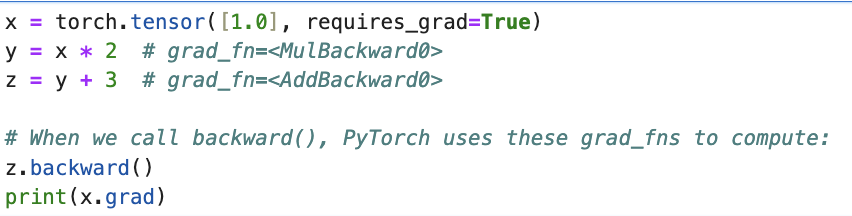 x = torch.tensor([1.0], requires_grad=True)
y = x * 2  # grad_fn=<MulBackward0>
z = y + 3  # grad_fn=<AddBackward0>
# When we call backward(), PyTorch uses these grad_fns to compute:
z.backward()
print(x.grad)